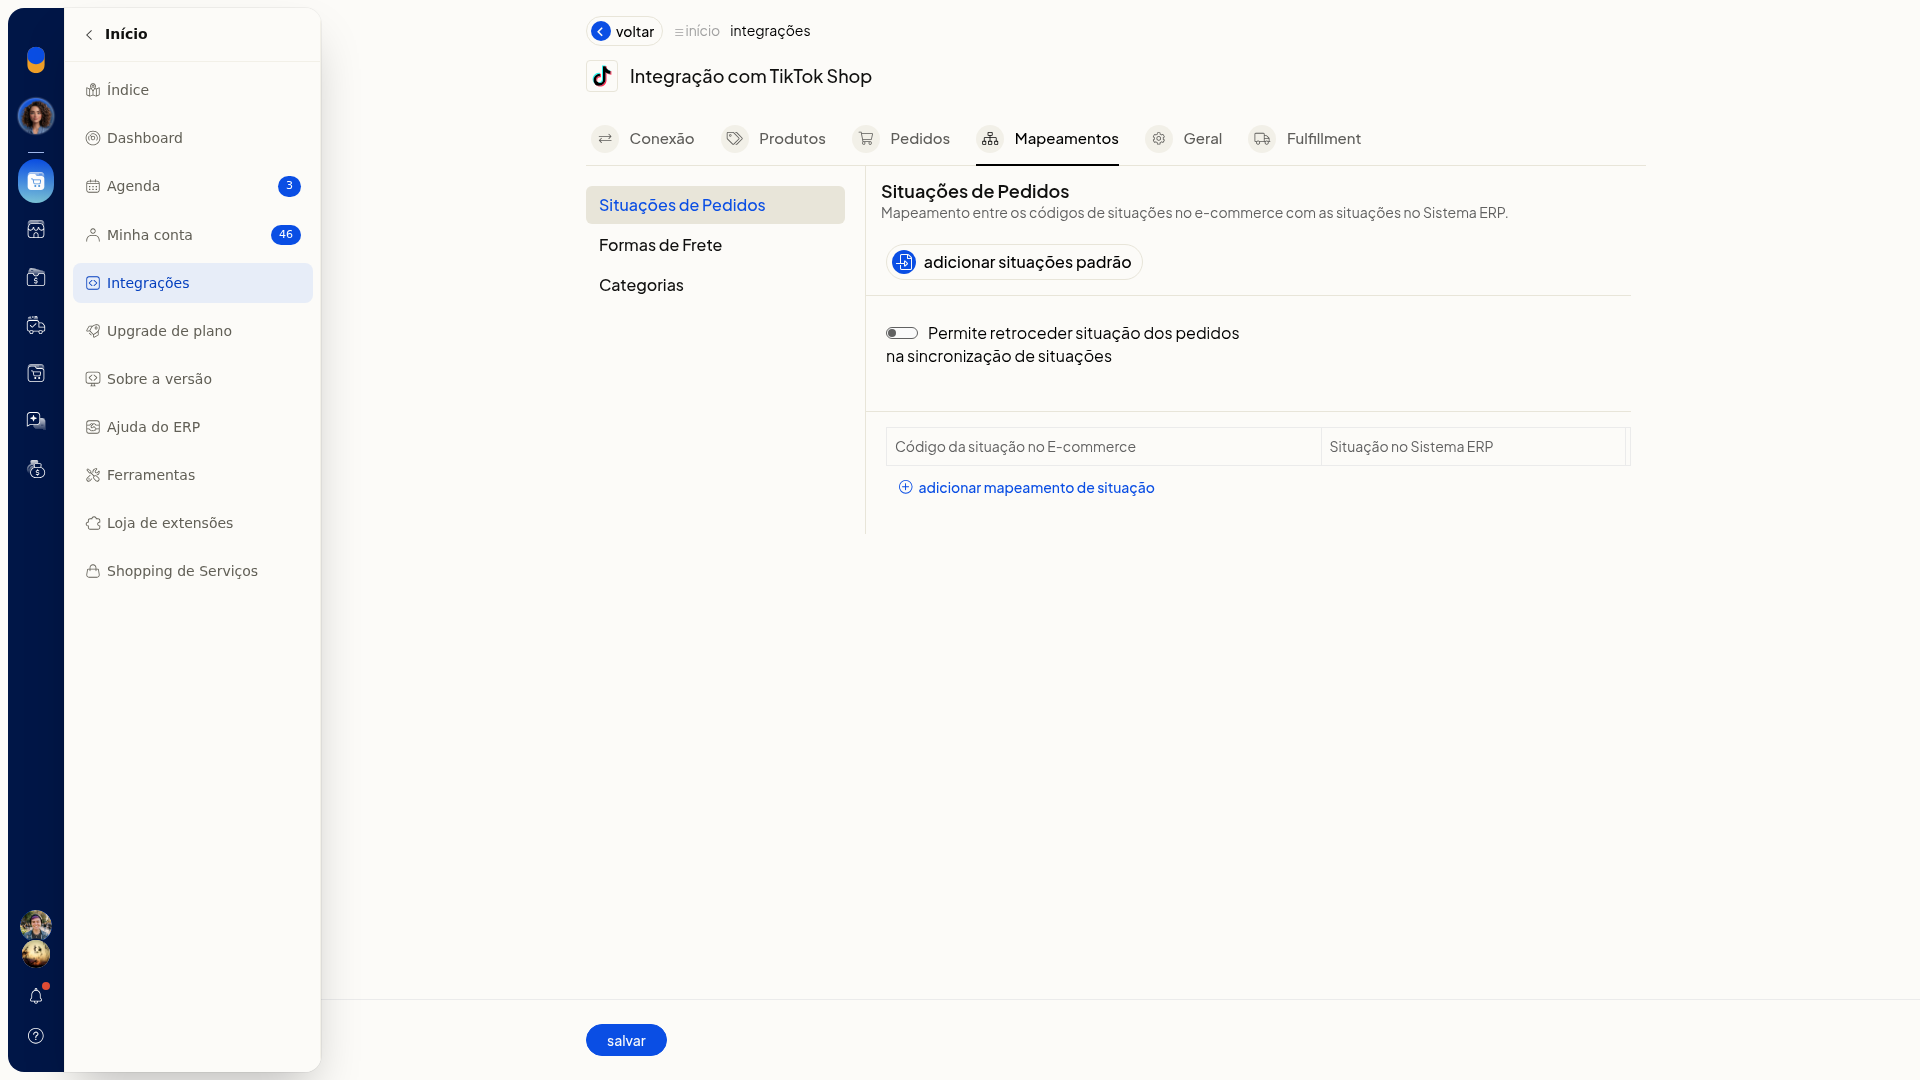 Início
Índice
Dashboard
Agenda
3
Minha conta
46
Integrações
Upgrade de plano
Sobre a versão
Ajuda do ERP
Ferramentas
Loja de extensões
Shopping de Serviços
voltar
início
integrações
Integração com TikTok Shop
Conexão
Produtos
Pedidos
Mapeamentos
Geral
Fulfillment
Situações de Pedidos
Formas de Frete
Categorias
Situações de Pedidos
Mapeamento entre os códigos de situações no e-commerce com as situações no Sistema ERP.
adicionar situações padrão
Permite retroceder situação dos pedidos
na sincronização de situações
Código da situação no E-commerce
Situação no Sistema ERP
adicionar mapeamento de situação
salvar